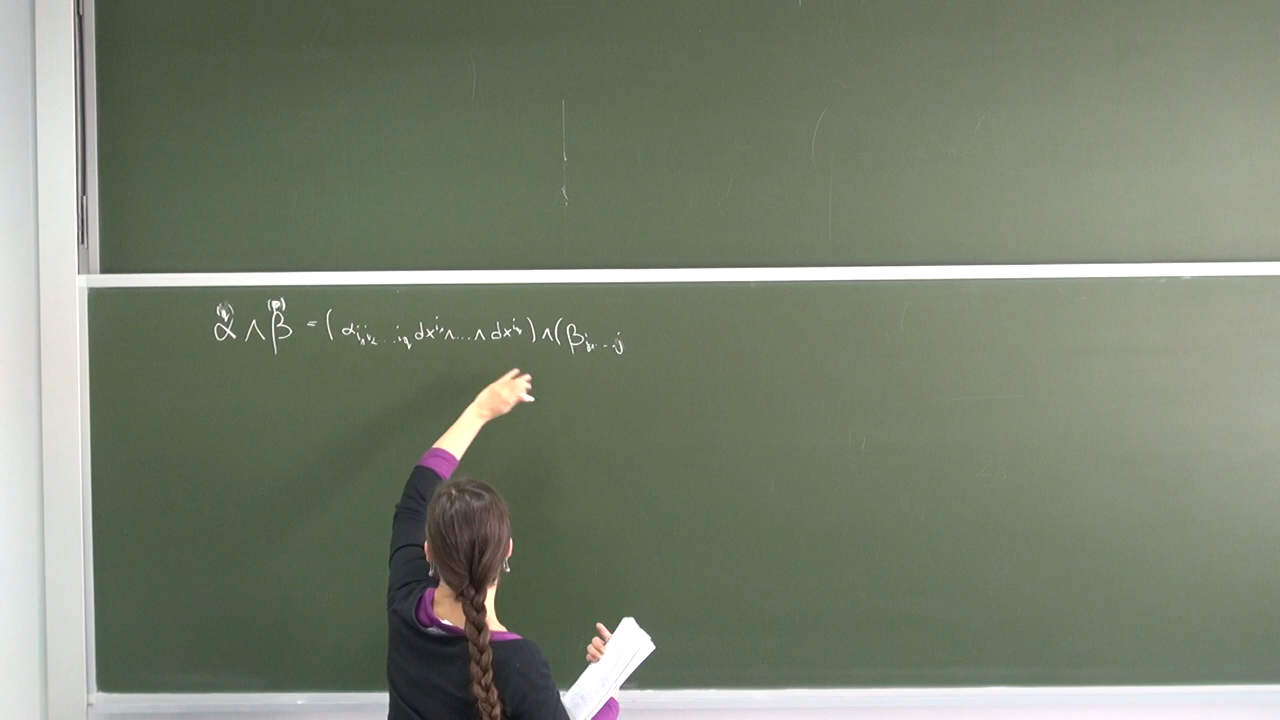 α^{(q)} ∧ β^{(p)} = (α_{i₁i₂...i_q} dx^{i₁} ∧ ... ∧ dx^{i_q}) ∧ (β_{j₁...j